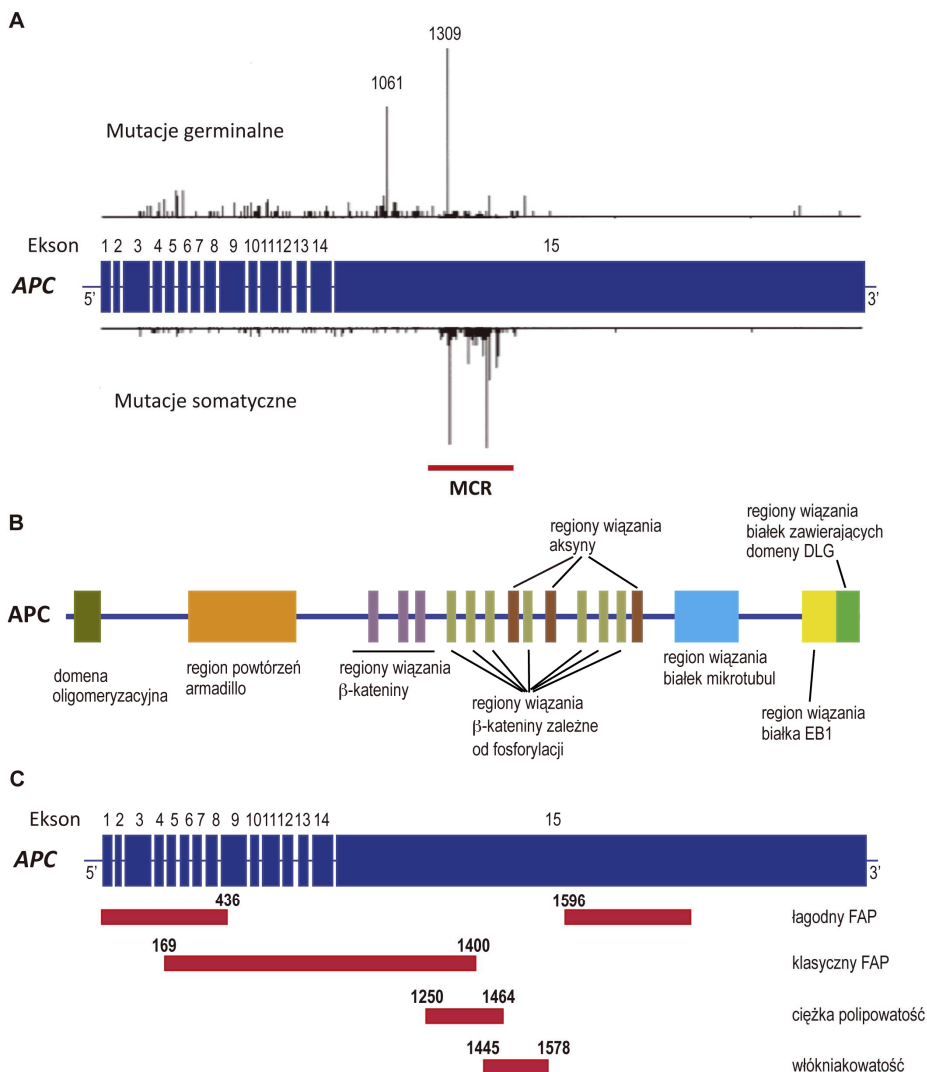 A
1309
1061
Mutacje germinalne
Ekson 1 2 3 4 5 6 7 8 9 10 11 12 13 14 15
APC
5’ 3’
Mutacje somatyczne
MCR
B
regiony wiązania
aksyny
regiony wiązania
białek zawierających
domeny DLG
APC
domena
oligomeryzacyjna
region powtórzeń
armadillo
regiony wiązania
β-kateniny
regiony wiązania
β-kateniny zależne
od fosforylacji
region wiązania
białek mikrotubul
region wiązania
białka EB1
C
Ekson 1 2 3 4 5 6 7 8 9 10 11 12 13 14 15
APC
5’ 3’
436 1596
łagodny FAP
169 1400
klasyczny FAP
1250 1464
ciężka polipowatość
1445 1578
włókniakowatość